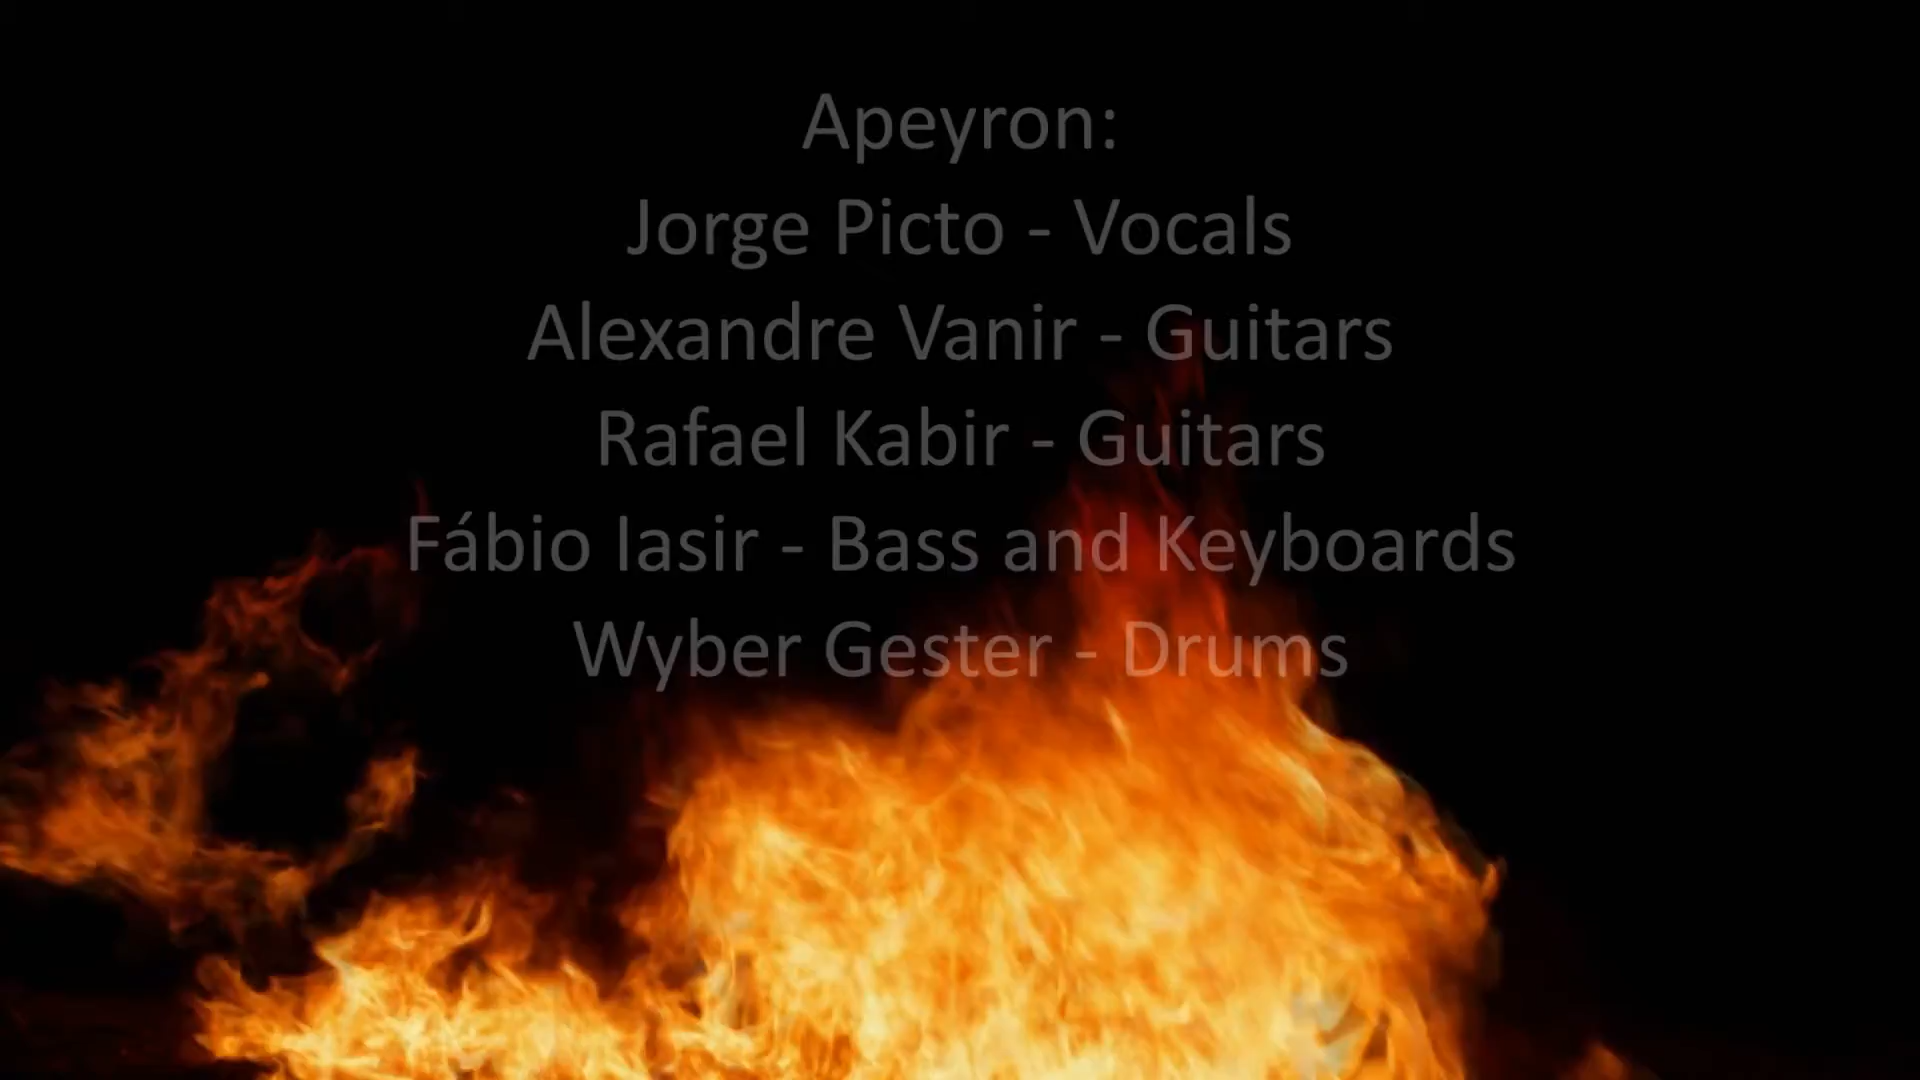 Apeyron:
Jorge Picto - Vocals
Alexandre Vanir - Guitars
Rafael Kabir - Guitars
Fábio Iasir - Bass and Keyboards
Wyber Gester - Drums